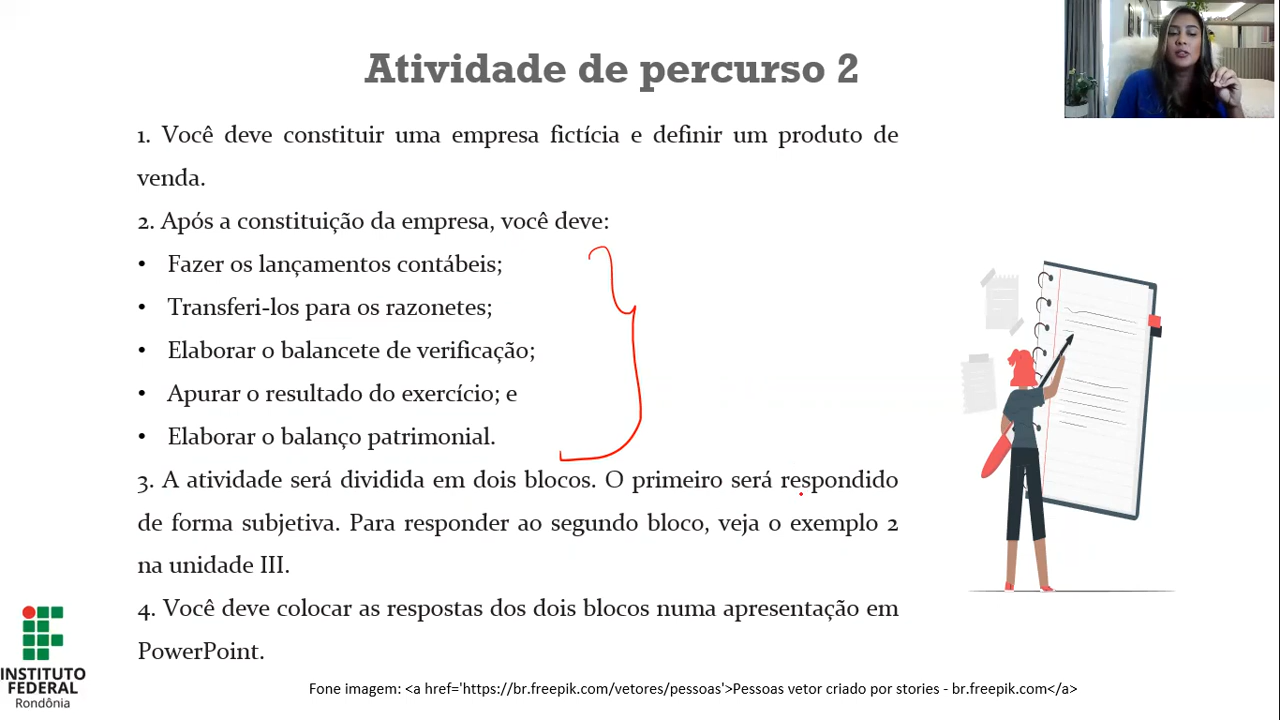 Atividade de percurso 2
1. Você deve constituir uma empresa fictícia e definir um produto de
venda.
2. Após a constituição da empresa, você deve:
• Fazer os lançamentos contábeis;
• Transferi-los para os razonetes;
• Elaborar o balancete de verificação;
• Apurar o resultado do exercício; e
• Elaborar o balanço patrimonial.
3. A atividade será dividida em dois blocos. O primeiro será respondido
de forma subjetiva. Para responder ao segundo bloco, veja o exemplo 2
na unidade III.
4. Você deve colocar as respostas dos dois blocos numa apresentação em
PowerPoint.
INSTITUTO
FEDERAL
Rondônia
Fone imagem: <a href='https://br.freepik.com/vetores/pessoas'>Pessoas vetor criado por stories - br.freepik.com</a>